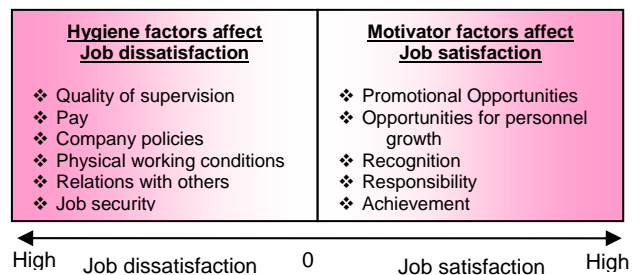 Hygiene factors affect
Job dissatisfaction
❖ Quality of supervision
❖ Pay
❖ Company policies
❖ Physical working conditions
❖ Relations with others
❖ Job security
Motivator factors affect
Job satisfaction
❖ Promotional Opportunities
❖ Opportunities for personnel
growth
❖ Recognition
❖ Responsibility
❖ Achievement
High Job dissatisfaction 0 Job satisfaction High